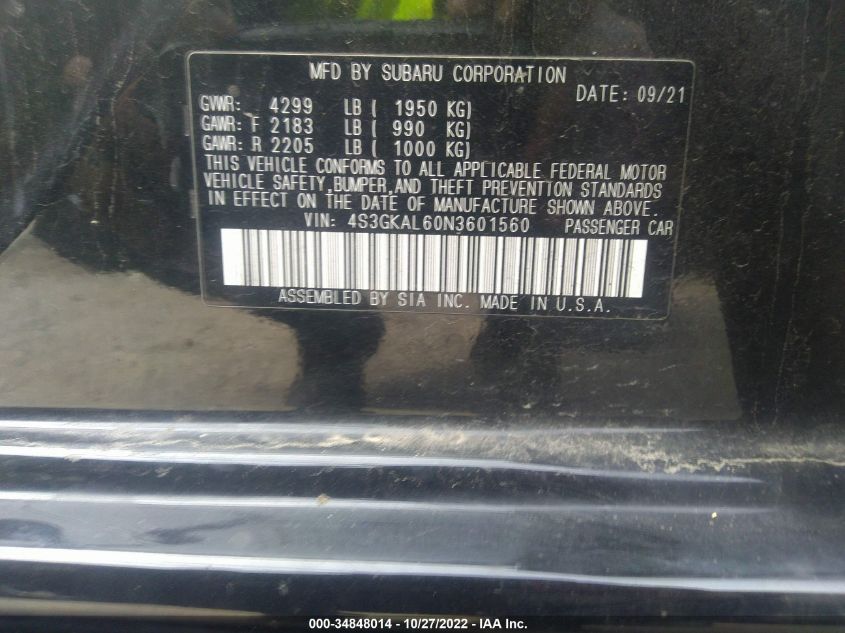 MFD BY SUBARU CORPORATION
DATE: 09/21
GVWR: 4299 LB ( 1950 KG)
GAWR: F 2183 LB ( 990 KG)
GAWR: R 2205 LB ( 1000 KG)
THIS VEHICLE CONFORMS TO ALL APPLICABLE FEDERAL MOTOR
VEHICLE SAFETY,BUMPER,AND THEFT PREVENTION STANDARDS
IN EFFECT ON THE DATE OF MANUFACTURE SHOWN ABOVE.
VIN: 4S3GKAL60N3601560 PASSENGER CAR
ASSEMBLED BY SIA INC. MADE IN U.S.A.
000-34848014 - 10/27/2022 - IAA Inc.